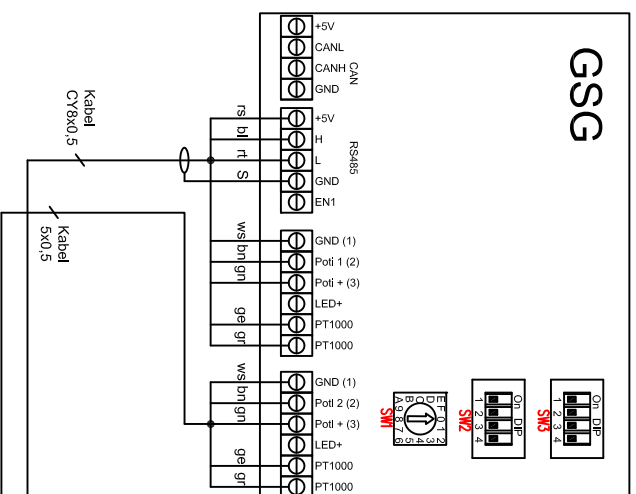 GSG
+5V
CANL
CANH
GND
CAN
+5V
H
L
GND
EN1
RS485
rs
bl
rt
S
Kabel
CY8x0,5
Kabel
5x0,5
GND (1)
Poti 1 (2)
Poti + (3)
LED+
PT1000
PT1000
ws
bn
gn
ge
gr
GND (1)
Poti 2 (2)
Poti + (3)
LED+
PT1000
PT1000
ws
bn
gn
ge
gr
E F 0 1 2
D 3
C 4
B 5
A 9 8 7 6
SW1
On DIP
1 2 3 4
SW2
On DIP
1 2 3 4
SW3